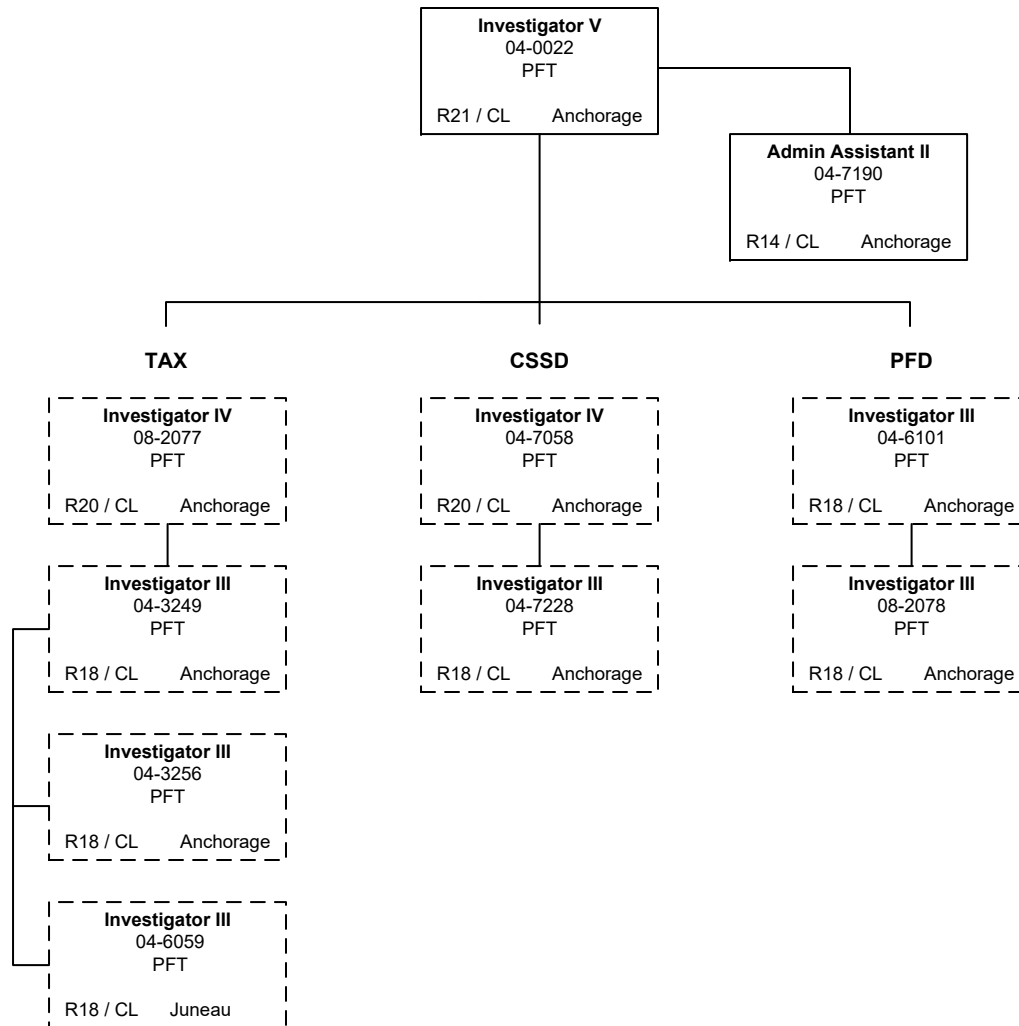 Investigator V
04-0022
PFT
R21 / CL Anchorage
Admin Assistant II
04-7190
PFT
R14 / CL Anchorage
TAX
Investigator IV
08-2077
PFT
R20 / CL Anchorage
Investigator III
04-3249
PFT
R18 / CL Anchorage
Investigator III
04-3256
PFT
R18 / CL Anchorage
Investigator III
04-6059
PFT
R18 / CL Juneau
CSSD
Investigator IV
04-7058
PFT
R20 / CL Anchorage
Investigator III
04-7228
PFT
R18 / CL Anchorage
PFD
Investigator III
04-6101
PFT
R18 / CL Anchorage
Investigator III
08-2078
PFT
R18 / CL Anchorage